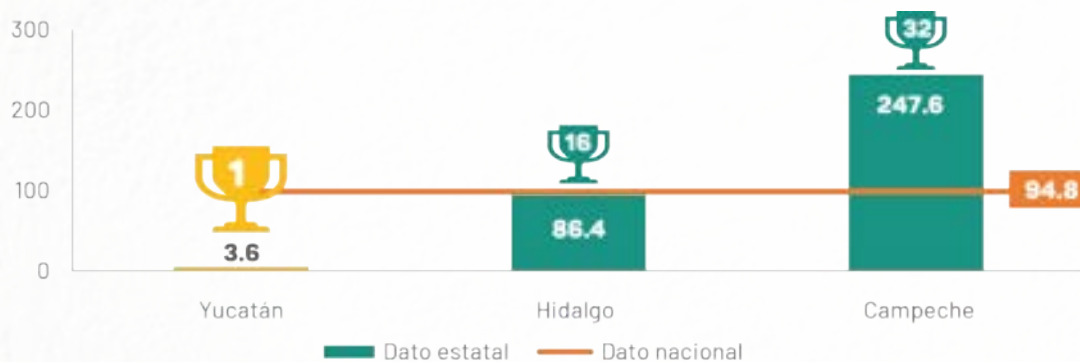 300
32
200
247.6
16
1
100
94.8
86.4
3.6
0
Yucatán
Hidalgo
Campeche
Dato estatal
Dato nacional